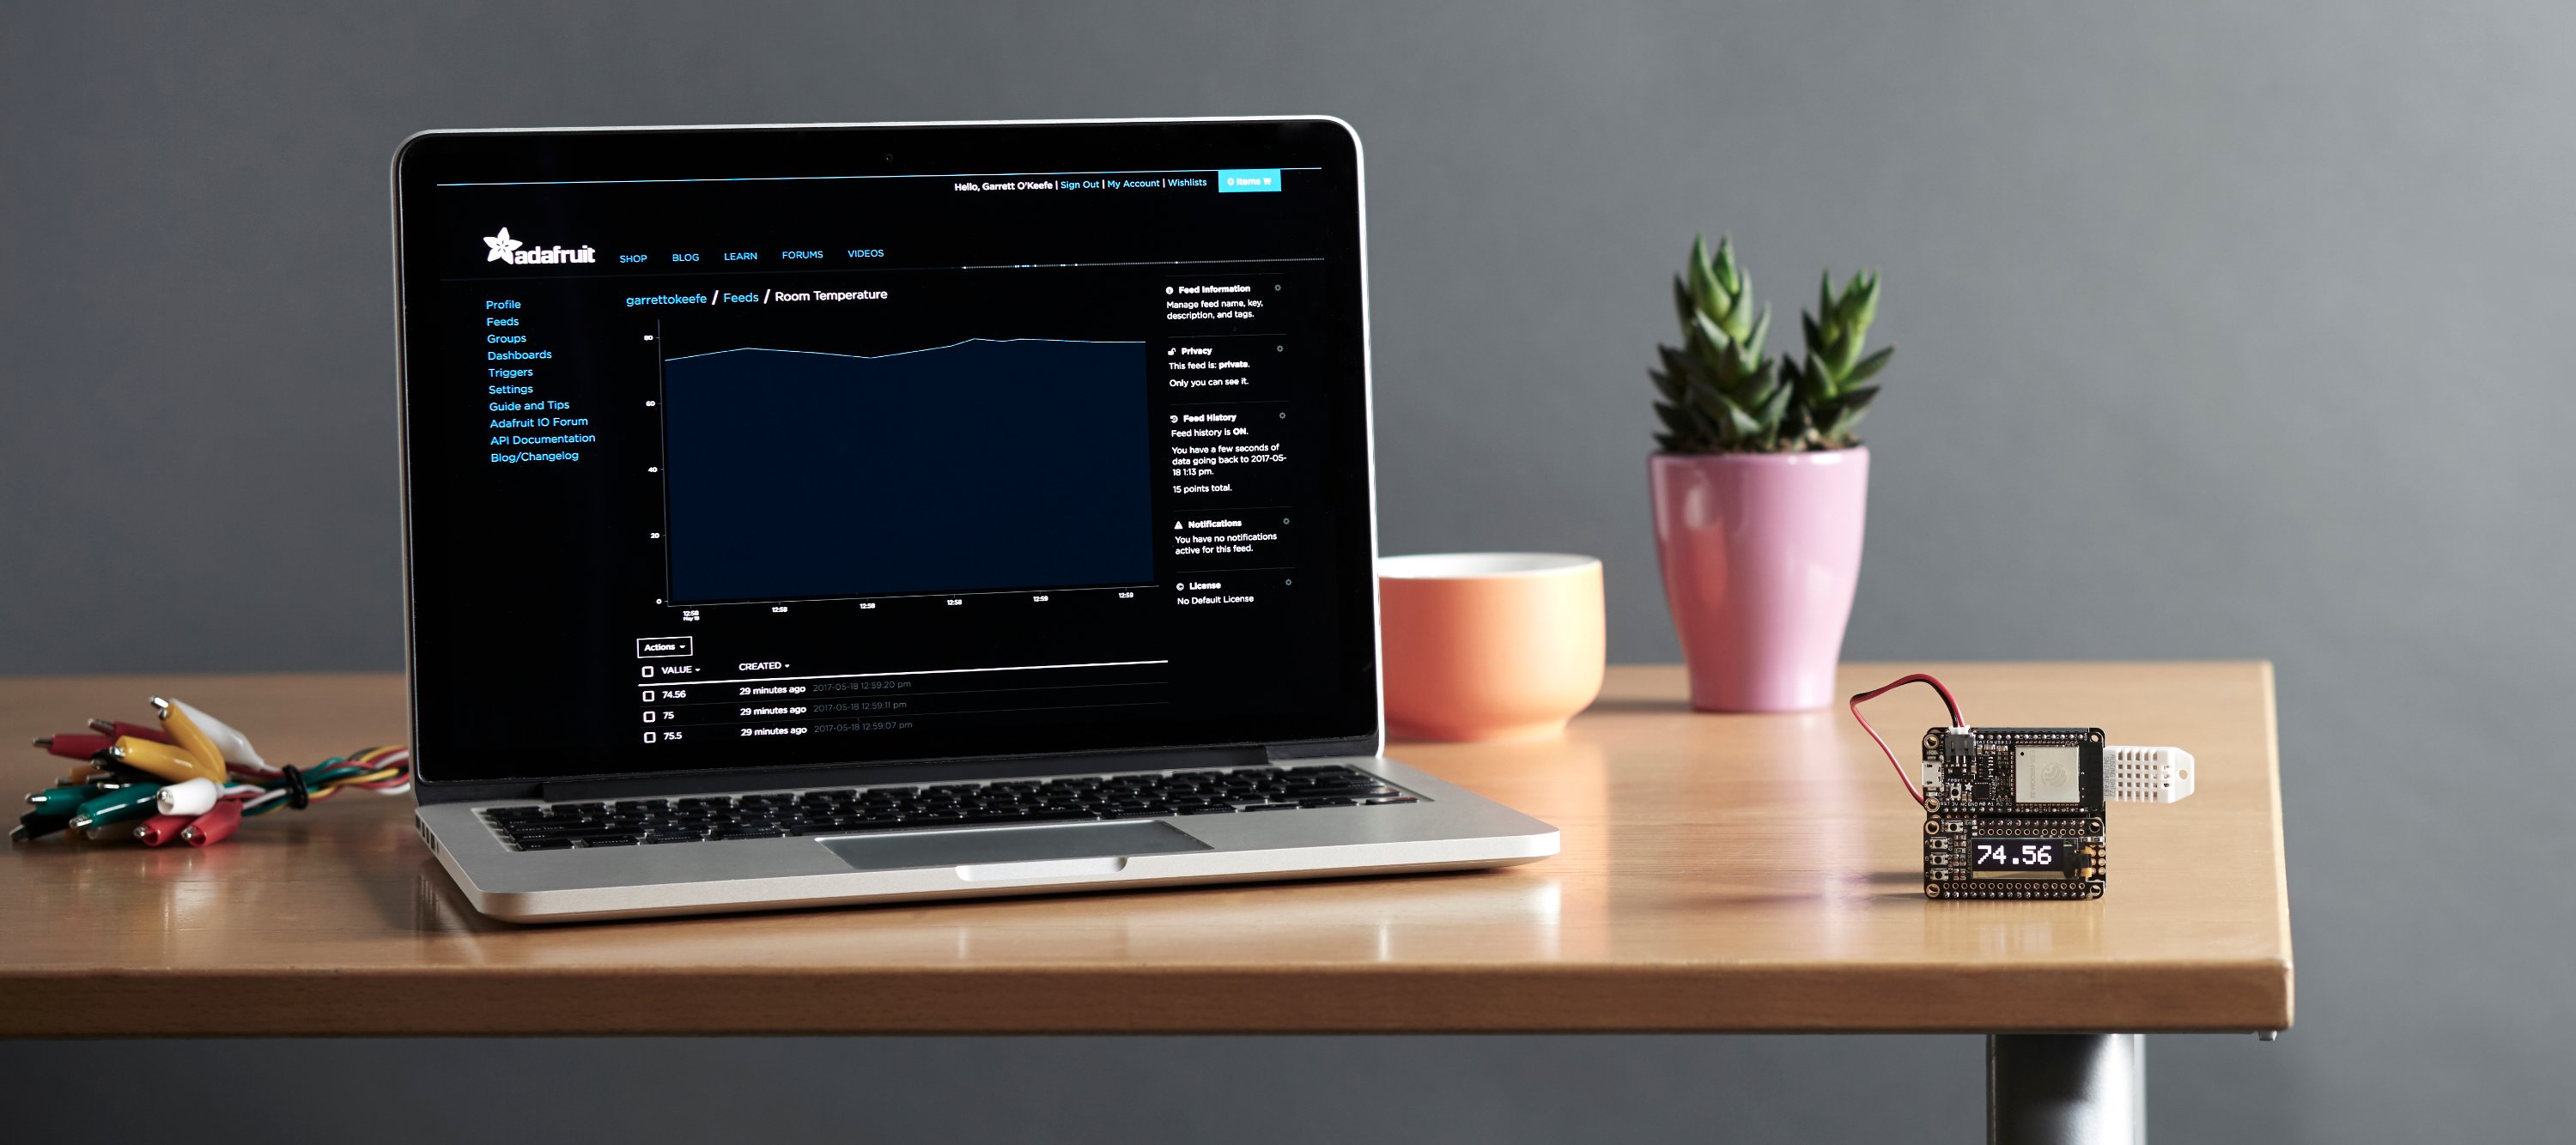 Hello, Garrett O'Keefe | Sign Out | My Account | Wishlists 0 items
adafruit SHOP BLOG LEARN FORUMS VIDEOS
Profile
Feeds
Groups
Dashboards
Triggers
Settings
Guide and Tips
Adafruit IO Forum
API Documentation
Blog/Changelog
garrettokeefe / Feeds / Room Temperature
80
60
40
20
0
12:58 12:58 12:58 12:58 12:59 12:59
Actions
VALUE CREATED
74.56 29 minutes ago 2017-05-18 12:59:20 pm
75 29 minutes ago 2017-05-18 12:59:11 pm
75.5 29 minutes ago 2017-05-18 12:59:07 pm
Feed Information
Manage feed name, key,
description, and tags.
Privacy
This feed is: private.
Only you can see it.
Feed History
Feed history is ON.
You have a few seconds of
data going back to 2017-05-
18 1:13 pm.
15 points total.
Notifications
You have no notifications
active for this feed.
License
No Default License
74.56